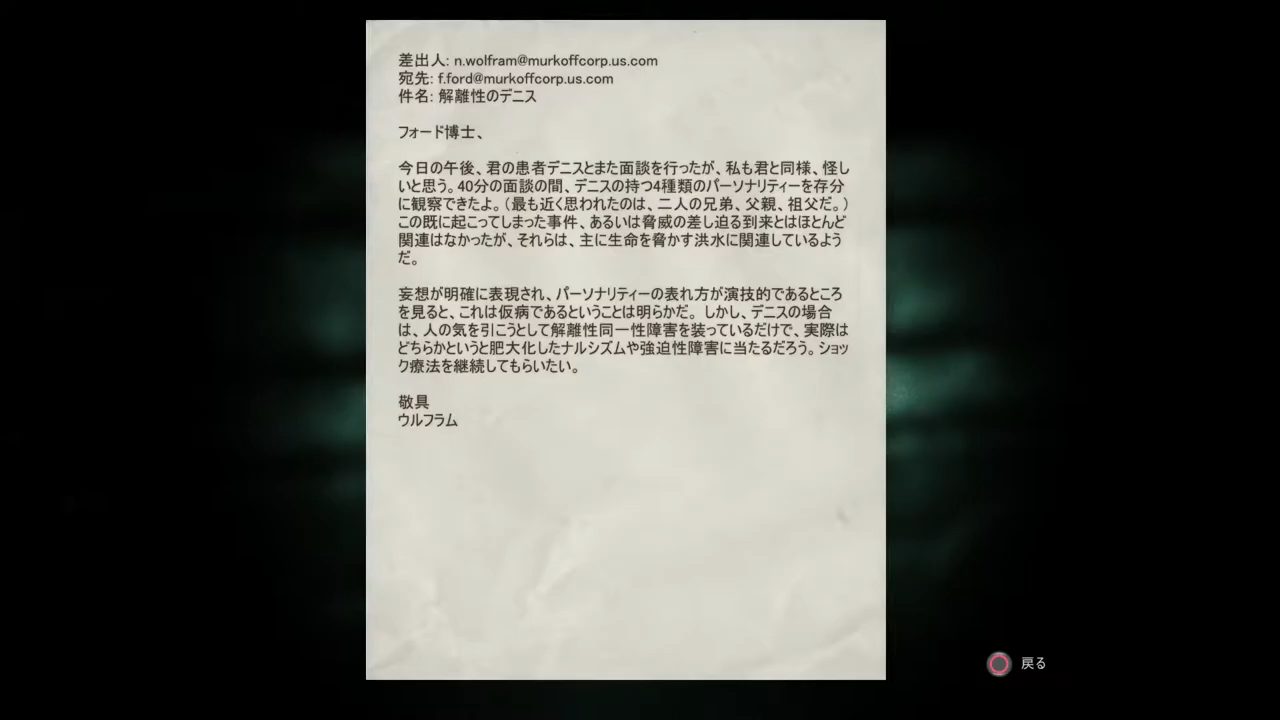 差出人: n.wolfram@murkoffcorp.us.com
宛先: f.ford@murkoffcorp.us.com
件名: 解離性のデニス
フォード博士、
今日の午後、君の患者デニスとまた面談を行ったが、私も君と同様、怪し
いと思う。40分の面談の間、デニスの持つ4種類のパーソナリティーを存分
に観察できたよ。（最も近く思われたのは、二人の兄弟、父親、祖父だ。）
この既に起こってしまった事件、あるいは脅威の差し迫る到来とはほとんど
関連はなかったが、それらは、主に生命を脅かす洪水に関連しているよう
だ。
妄想が明確に表現され、パーソナリティーの表れ方が演技的であるところ
を見ると、これは仮病であるということは明らかだ。しかし、デニスの場合
は、人の気を引こうとして解離性同一性障害を装っているだけで、実際は
どちらかというと肥大化したナルシズムや強迫性障害に当たるだろう。ショッ
ク療法を継続してもらいたい。
敬具
ウルフラム
戻る